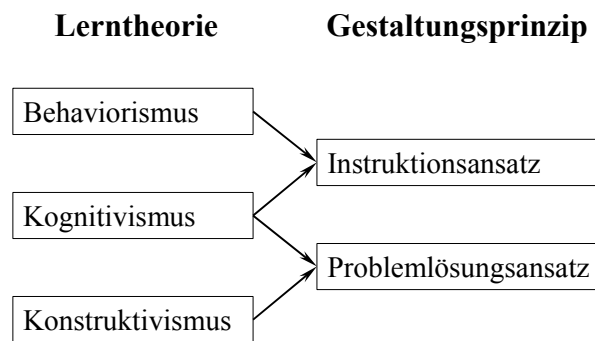 Lerntheorie
Gestaltungsprinzip
Behaviorismus
Instruktionsansatz
Kognitivismus
Problemlösungsansatz
Konstruktivismus